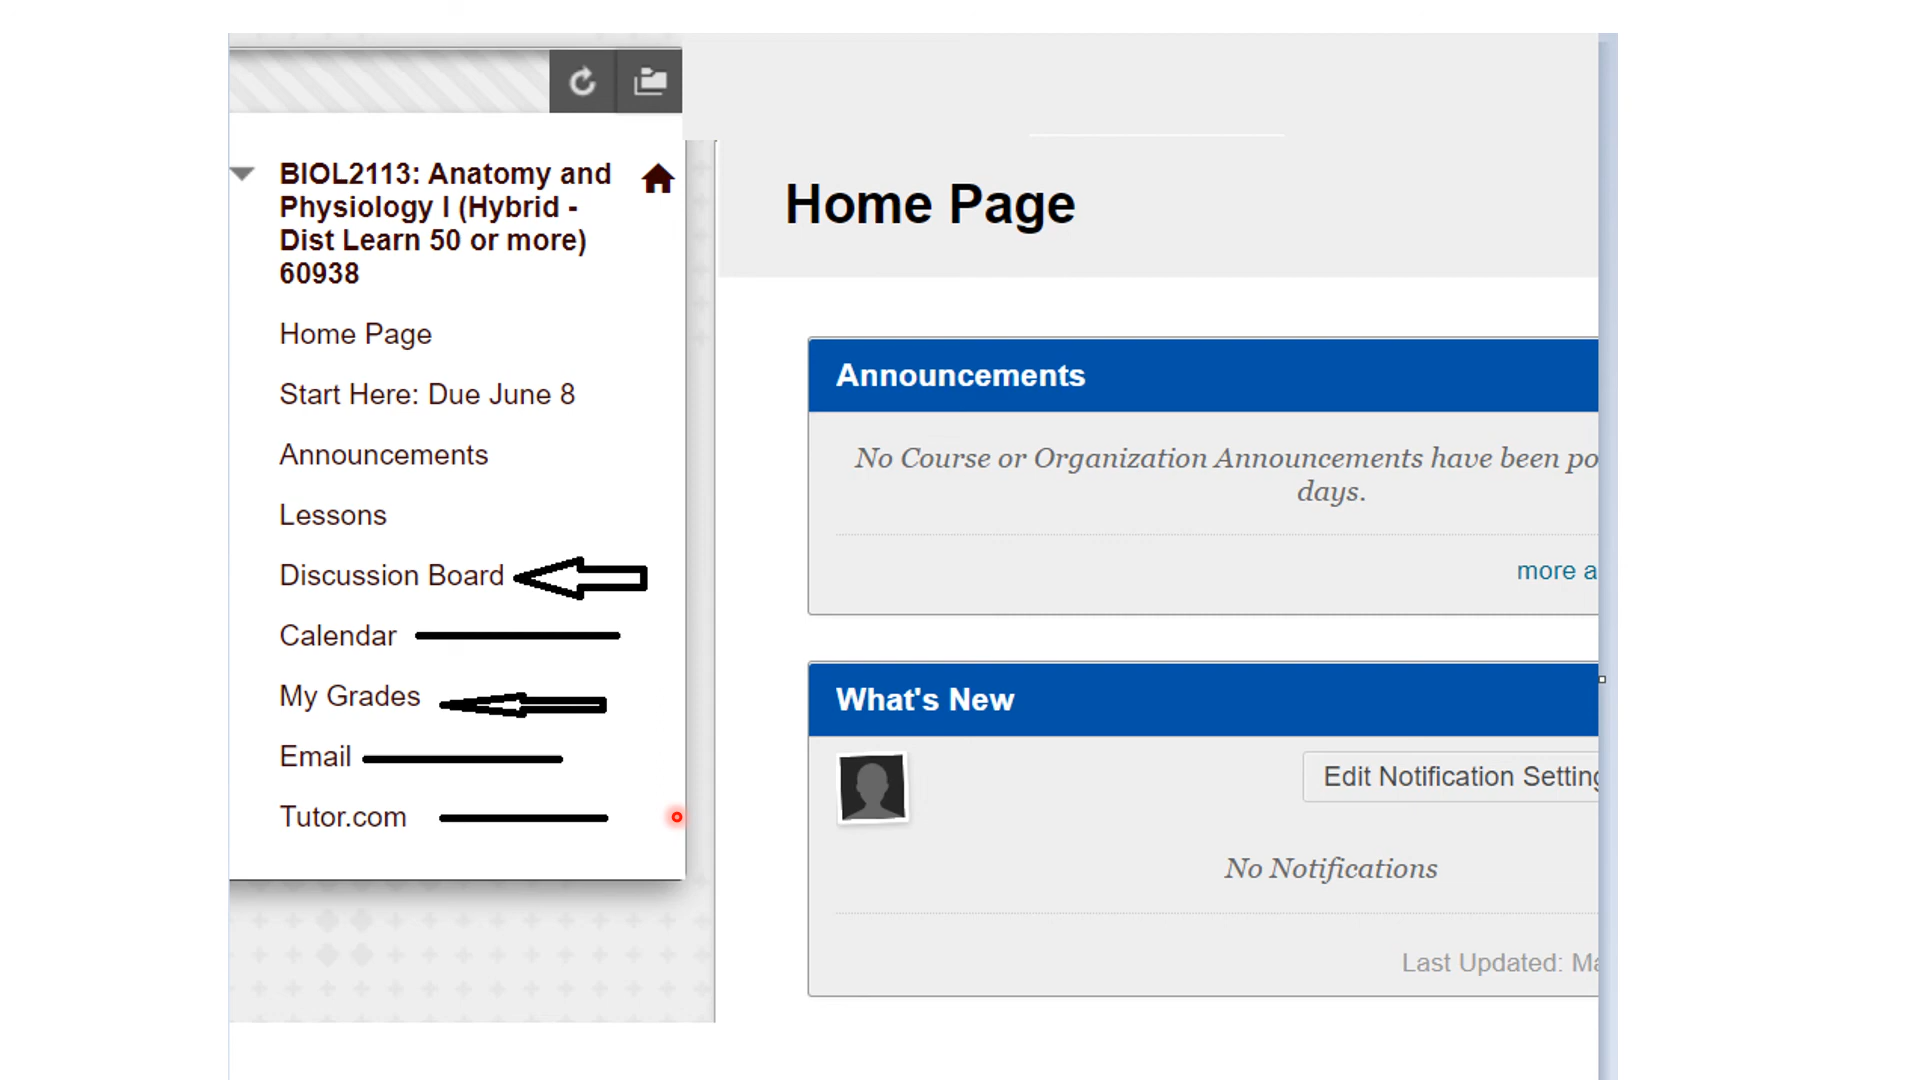 BIOL2113: Anatomy and
Physiology I (Hybrid -
Dist Learn 50 or more)
60938
Home Page
Start Here: Due June 8
Announcements
Lessons
Discussion Board
Calendar
My Grades
Email
Tutor.com
Home Page
Announcements
No Course or Organization Announcements have been po
days.
more a
What's New
Edit Notification Setting
No Notifications
Last Updated: Ma